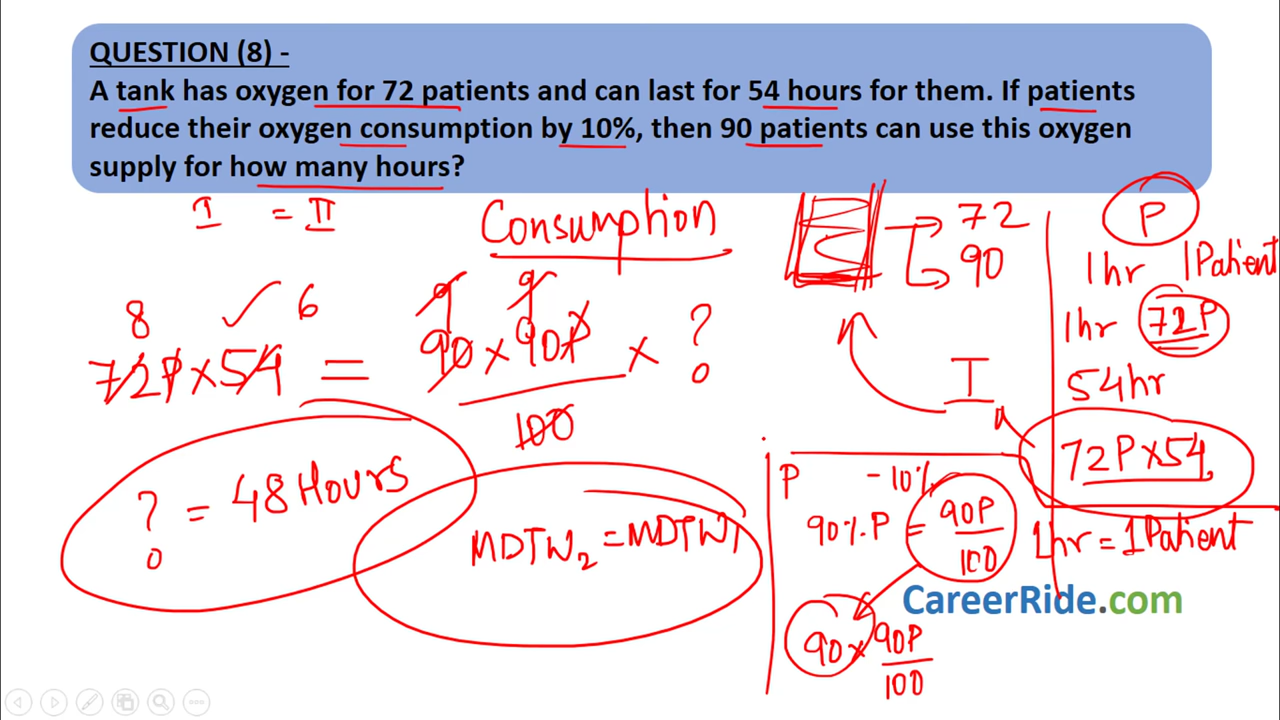 QUESTION (8) -
A tank has oxygen for 72 patients and can last for 54 hours for them. If patients
reduce their oxygen consumption by 10%, then 90 patients can use this oxygen
supply for how many hours?
I = II
Consumption
72
90
P
1hr 1Patient
1hr 72P
54hr
72P×54
1hr = 1Patient
8 6 9 9
72P×54 = 90×90P × ?
100
? = 48 Hours
MDTW2 = MDTW1
I
P -10%
90%.P = 90P
100
90× 90P
100
CareerRide.com